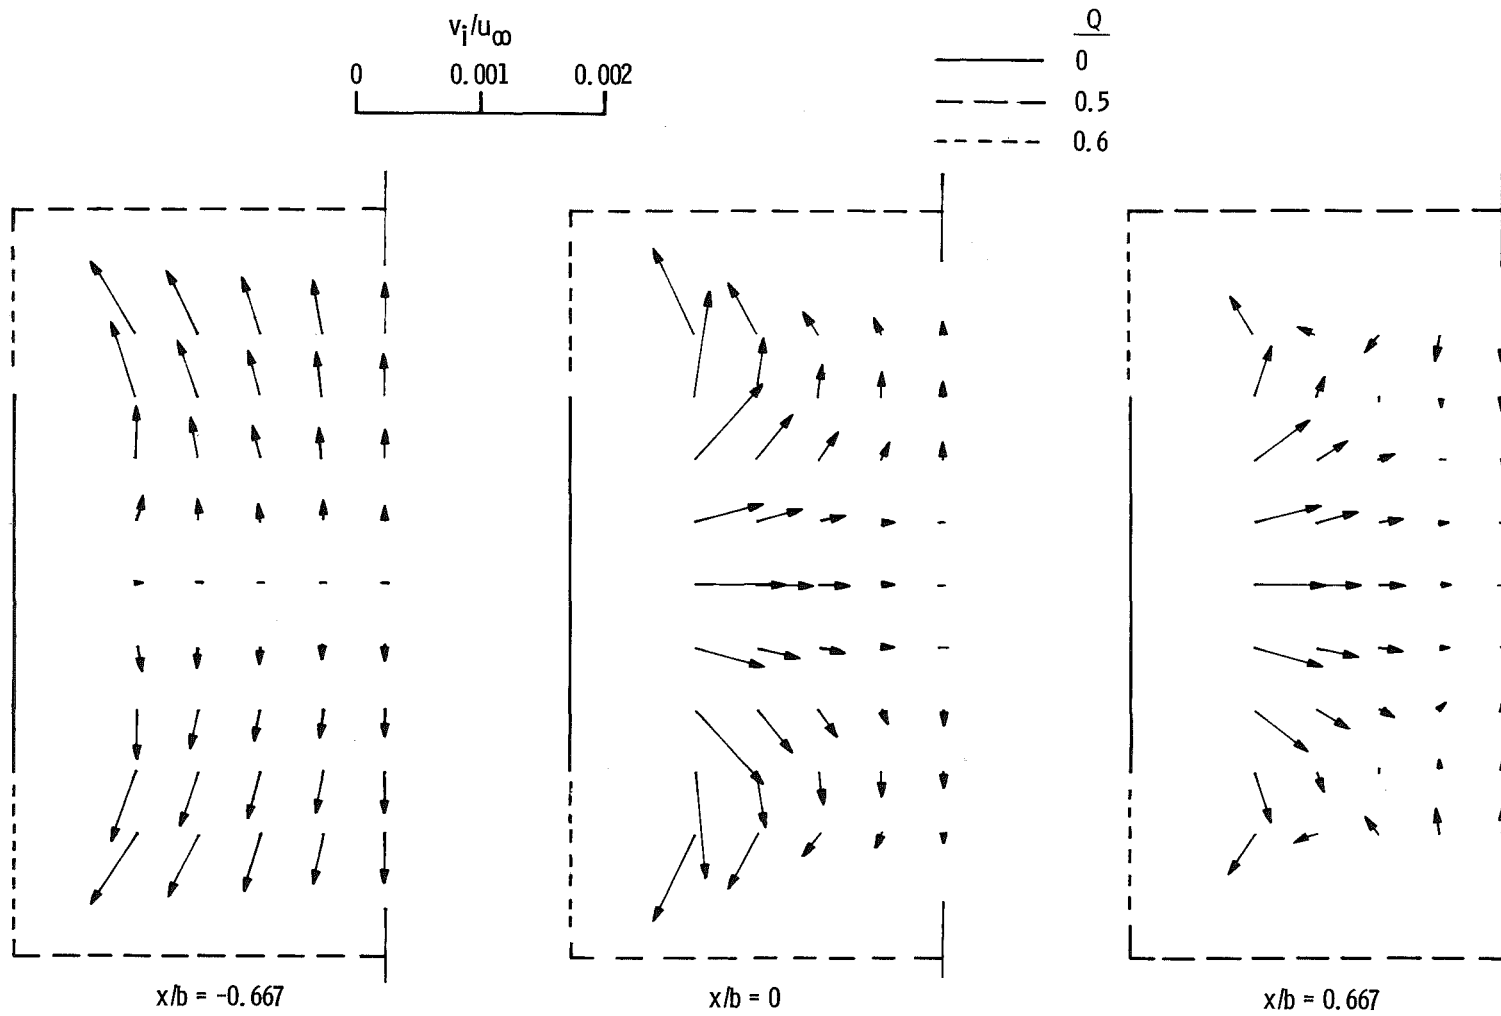 v_i/u_∞
0 0.001 0.002
Q
0
0.5
0.6
x/b = -0.667
x/b = 0
x/b = 0.667